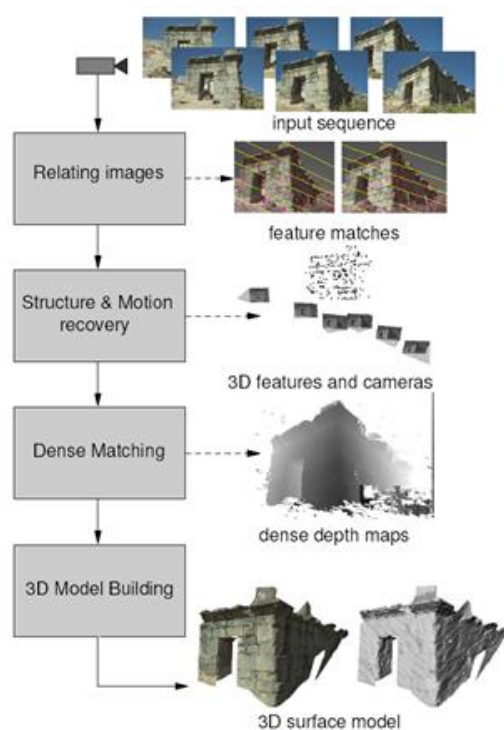 input sequence
Relating images
feature matches
Structure & Motion
recovery
3D features and cameras
Dense Matching
dense depth maps
3D Model Building
3D surface model